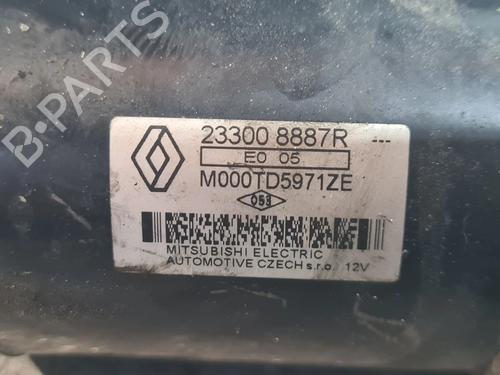 B-PARTS
23300 8887R ---
E0 05
M000TD5971ZE
053
MITSUBISHI ELECTRIC
AUTOMOTIVE CZECH s.r.o. 12V